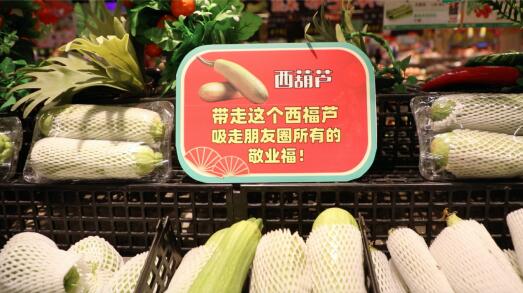 西葫芦
带走这个西福芦
吸走朋友圈所有的
敬业福！